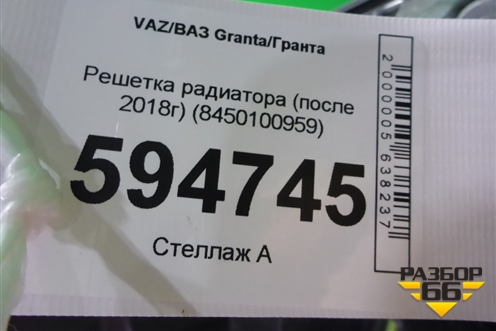 VAZ/ВАЗ Granta/Гранта
Решетка радиатора (после
2018г) (8450100959)
594745
Стеллаж А
2000005638237
РАЗБОР
66